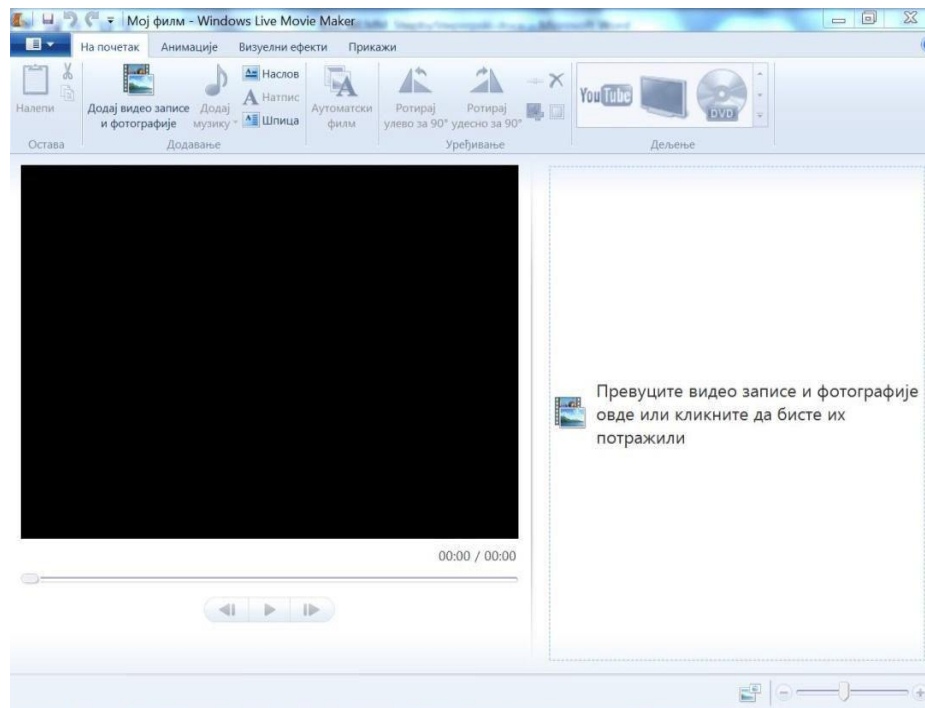 Мој филм - Windows Live Movie Maker
На почетак Анимације Визуелни ефекти Прикажи
Налепи
Додај видео записе
и фотографије
Додај
музику
Наслов
Натпис
Шпица
Аутоматски
филм
Ротирај
улево за 90°
Ротирај
удесно за 90°
YouTube
DVD
Остава Додавање Уређивање Дељење
Превуците видео записе и фотографије
овде или кликните да бисте их
потражили
00:00 / 00:00